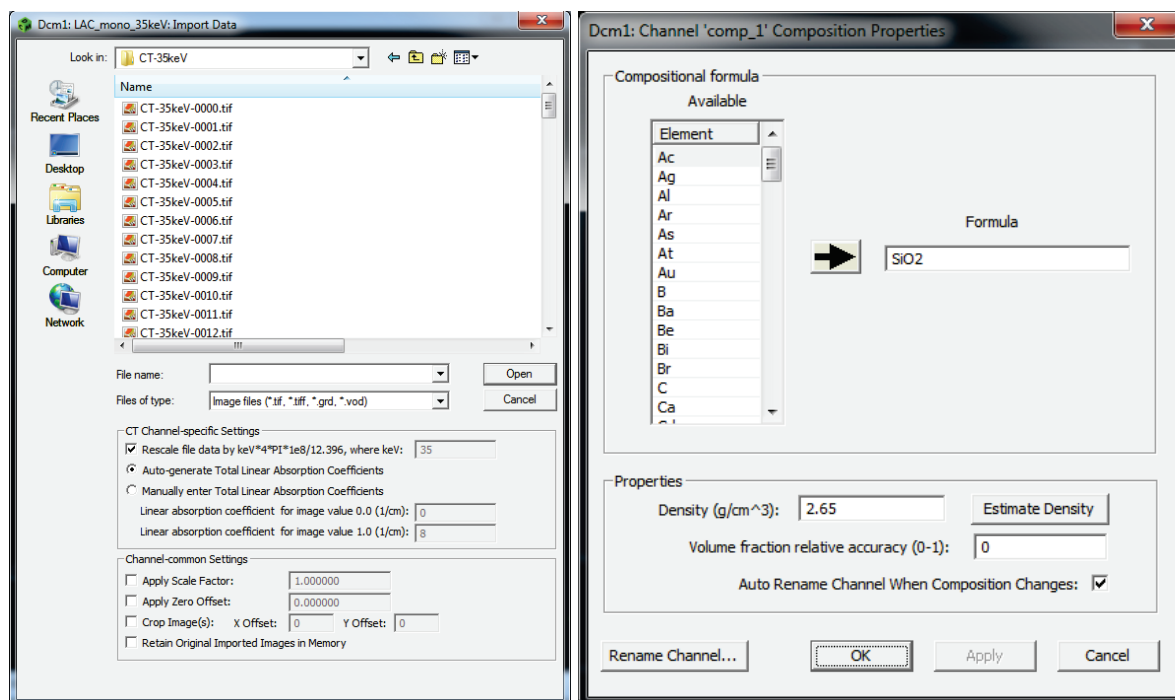 Dcm1: LAC_mono_35keV: Import Data
Look in: CT-35keV
Name
Recent Places
Desktop
Libraries
Computer
Network
CT-35keV-0000.tif
CT-35keV-0001.tif
CT-35keV-0002.tif
CT-35keV-0003.tif
CT-35keV-0004.tif
CT-35keV-0005.tif
CT-35keV-0006.tif
CT-35keV-0007.tif
CT-35keV-0008.tif
CT-35keV-0009.tif
CT-35keV-0010.tif
CT-35keV-0011.tif
CT-35keV-0012.tif
File name: Open
Files of type: Image files (*.tif, *.tiff, *.grd, *.vod) Cancel
CT Channel-specific Settings
Rescale file data by keV*4*PI*1e8/12.396, where keV: 35
Auto-generate Total Linear Absorption Coefficients
Manually enter Total Linear Absorption Coefficients
Linear absorption coefficient for image value 0.0 (1/cm): 0
Linear absorption coefficient for image value 1.0 (1/cm): 8
Channel-common Settings
Apply Scale Factor: 1.000000
Apply Zero Offset: 0.000000
Crop Image(s): X Offset: 0 Y Offset: 0
Retain Original Imported Images in Memory
Dcm1: Channel 'comp_1' Composition Properties
Compositional formula
Available
Element
Ac
Ag
Al
Ar
As
At
Au
B
Ba
Be
Bi
Br
C
Ca
Formula
SiO2
Properties
Density (g/cm^3): 2.65 Estimate Density
Volume fraction relative accuracy (0-1): 0
Auto Rename Channel When Composition Changes:
Rename Channel... OK Apply Cancel